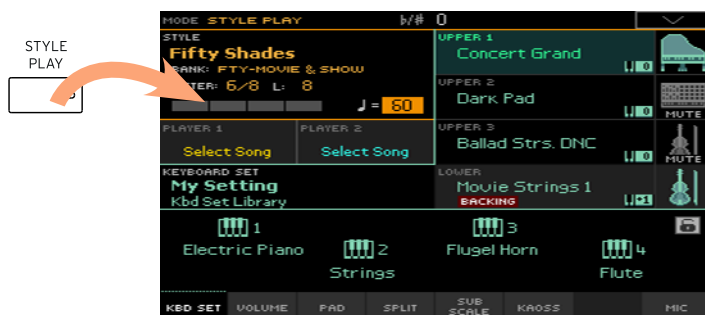 STYLE
PLAY
MODE STYLE PLAY ♭/# 0
STYLE
Fifty Shades
BANK: FTY-MOVIE & SHOW
METER: 6/8 L: 8
♩ = 60
PLAYER 1
Select Song
PLAYER 2
Select Song
KEYBOARD SET
My Setting
Kbd Set Library
UPPER 1
Concert Grand
0
UPPER 2
Dark Pad
0
MUTE
UPPER 3
Ballad Strs. DNC
0
MUTE
LOWER
Movie Strings 1
BACKING
+1
1
Electric Piano
2
Strings
3
Flugel Horn
4
Flute
KBD SET VOLUME PAD SPLIT SUB SCALE KAOSS MIC